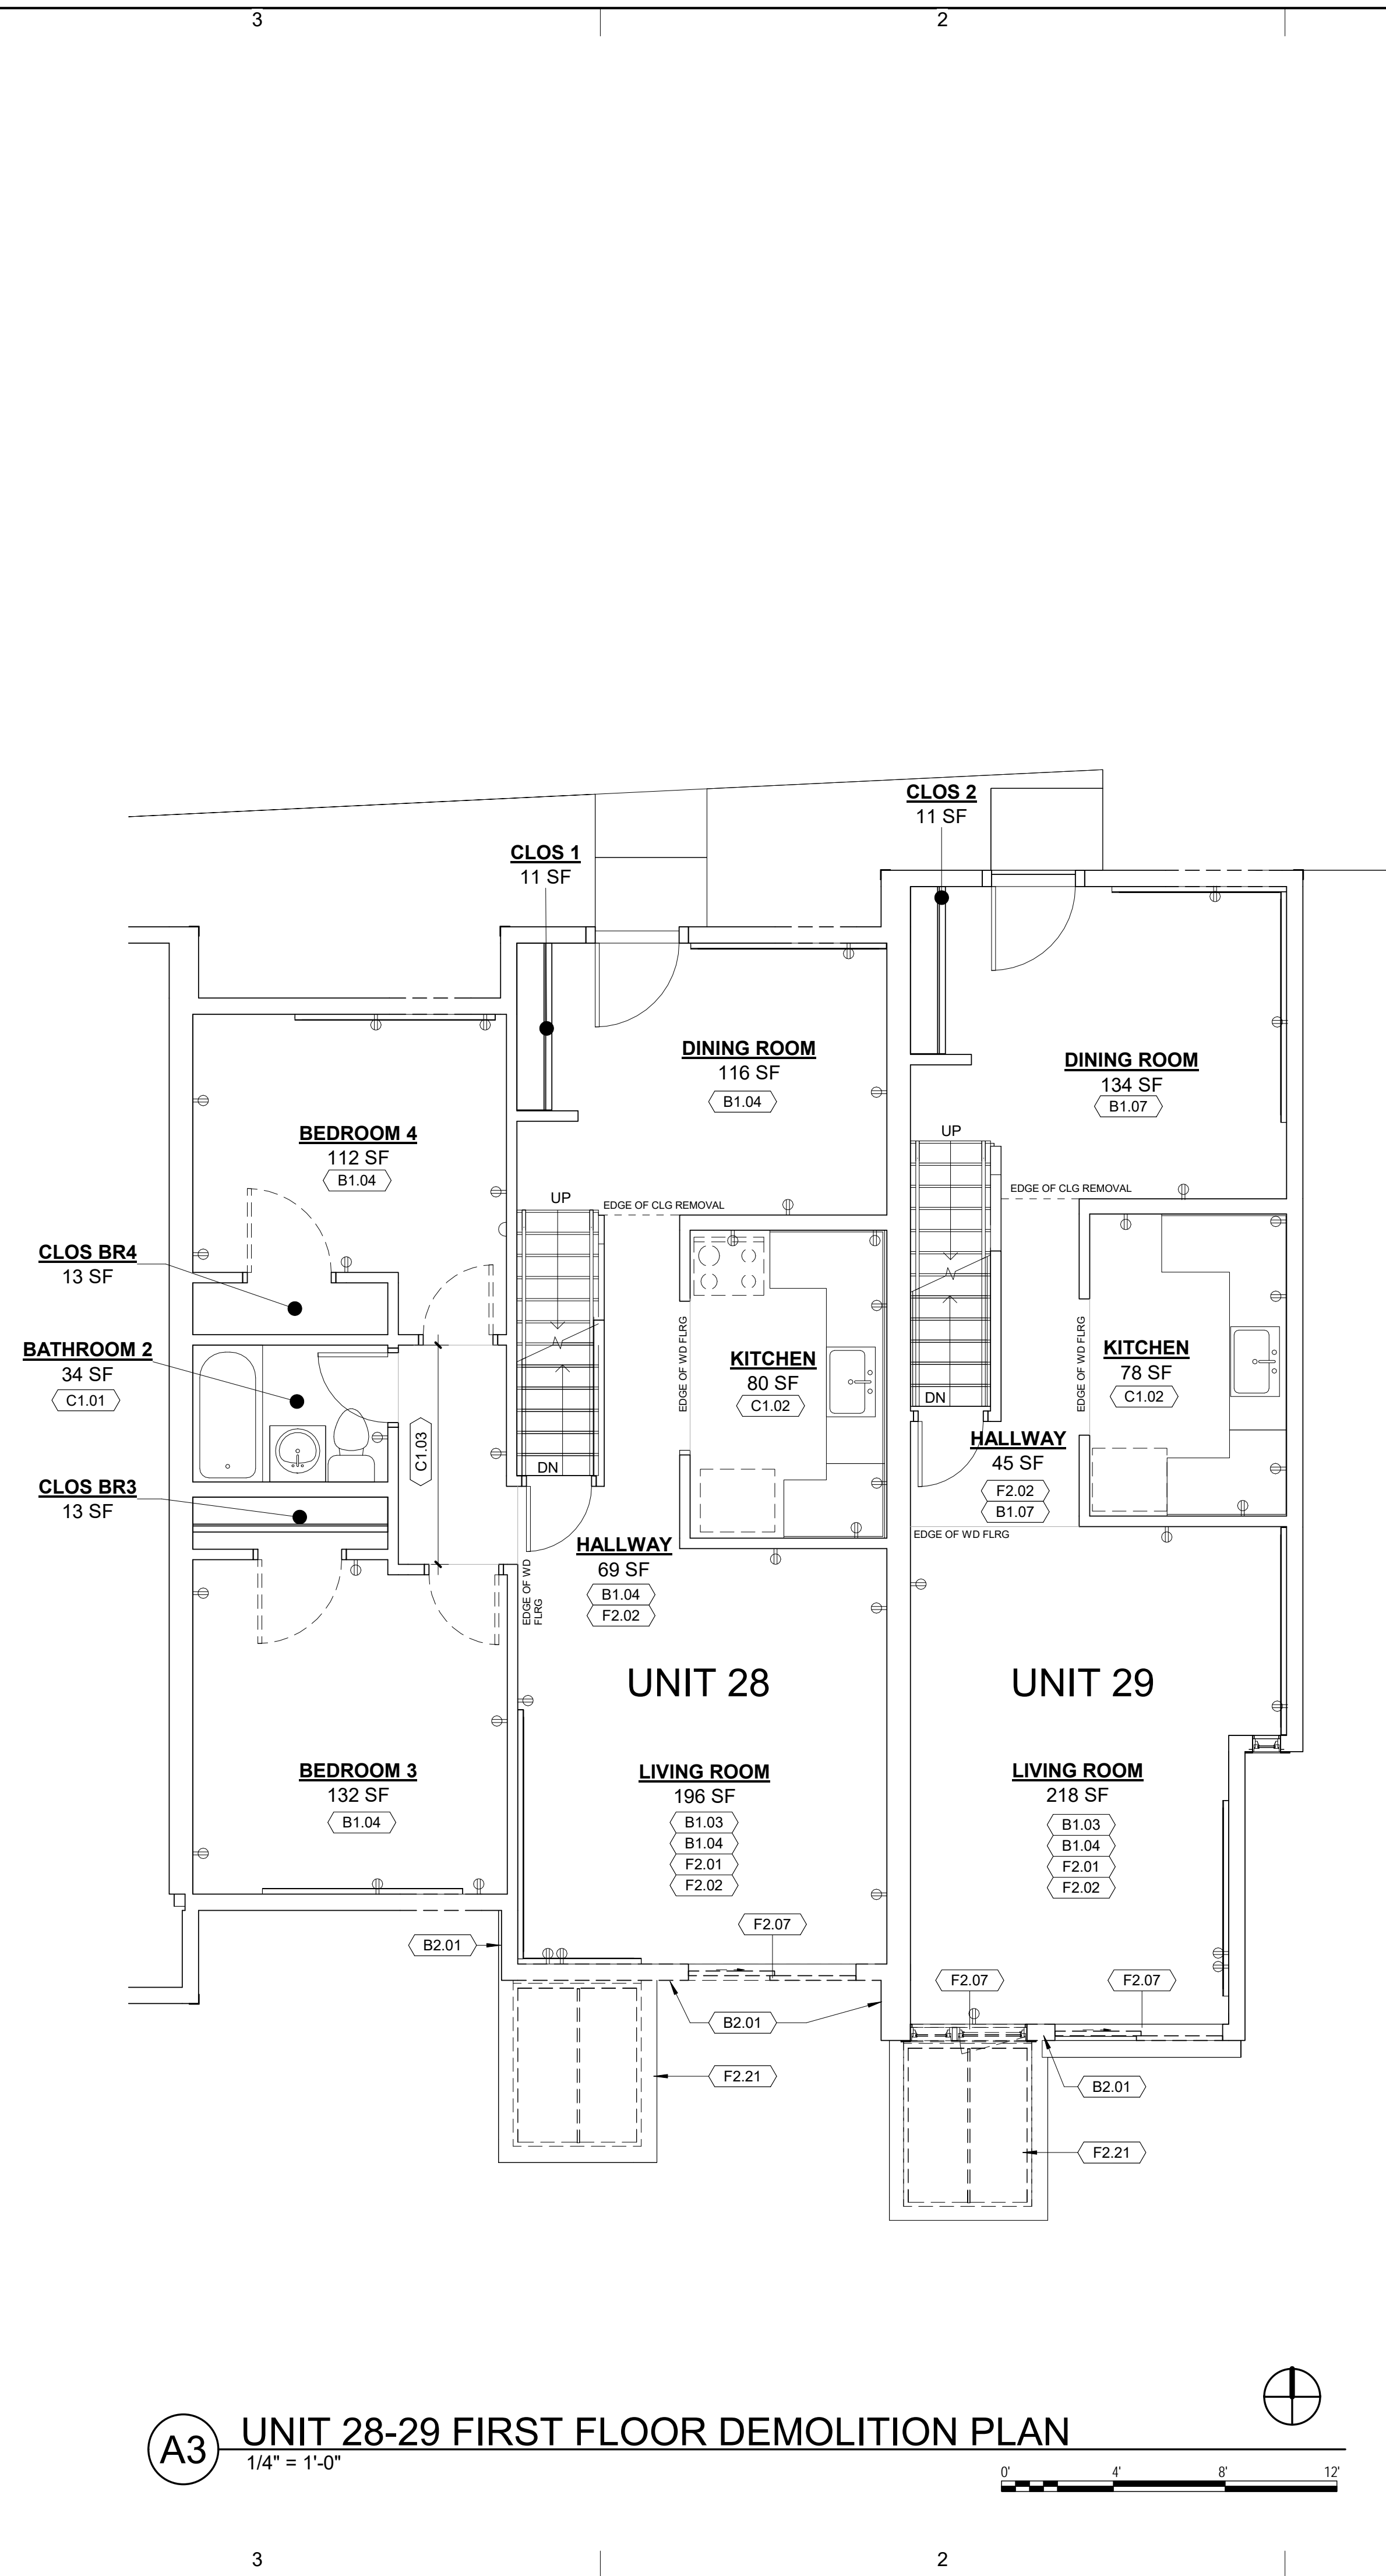 3
2
CLOS 2
11 SF
CLOS 1
11 SF
DINING ROOM
116 SF
B1.04
DINING ROOM
134 SF
B1.07
BEDROOM 4
112 SF
B1.04
UP
EDGE OF CLG REMOVAL
UP
EDGE OF CLG REMOVAL
CLOS BR4
13 SF
BATHROOM 2
34 SF
C1.01
C1.03
CLOS BR3
13 SF
EDGE OF WD FLRG
KITCHEN
80 SF
C1.02
EDGE OF WD FLRG
KITCHEN
78 SF
C1.02
DN
DN
HALLWAY
45 SF
F2.02
B1.07
EDGE OF WD FLRG
HALLWAY
69 SF
B1.04
F2.02
EDGE OF WD
FLRG
UNIT 28
UNIT 29
BEDROOM 3
132 SF
B1.04
LIVING ROOM
196 SF
B1.03
B1.04
F2.01
F2.02
LIVING ROOM
218 SF
B1.03
B1.04
F2.01
F2.02
F2.07
B2.01
F2.07
F2.07
B2.01
F2.21
B2.01
F2.21
A3
UNIT 28-29 FIRST FLOOR DEMOLITION PLAN
1/4" = 1'-0"
0'
4'
8'
12'
3
2